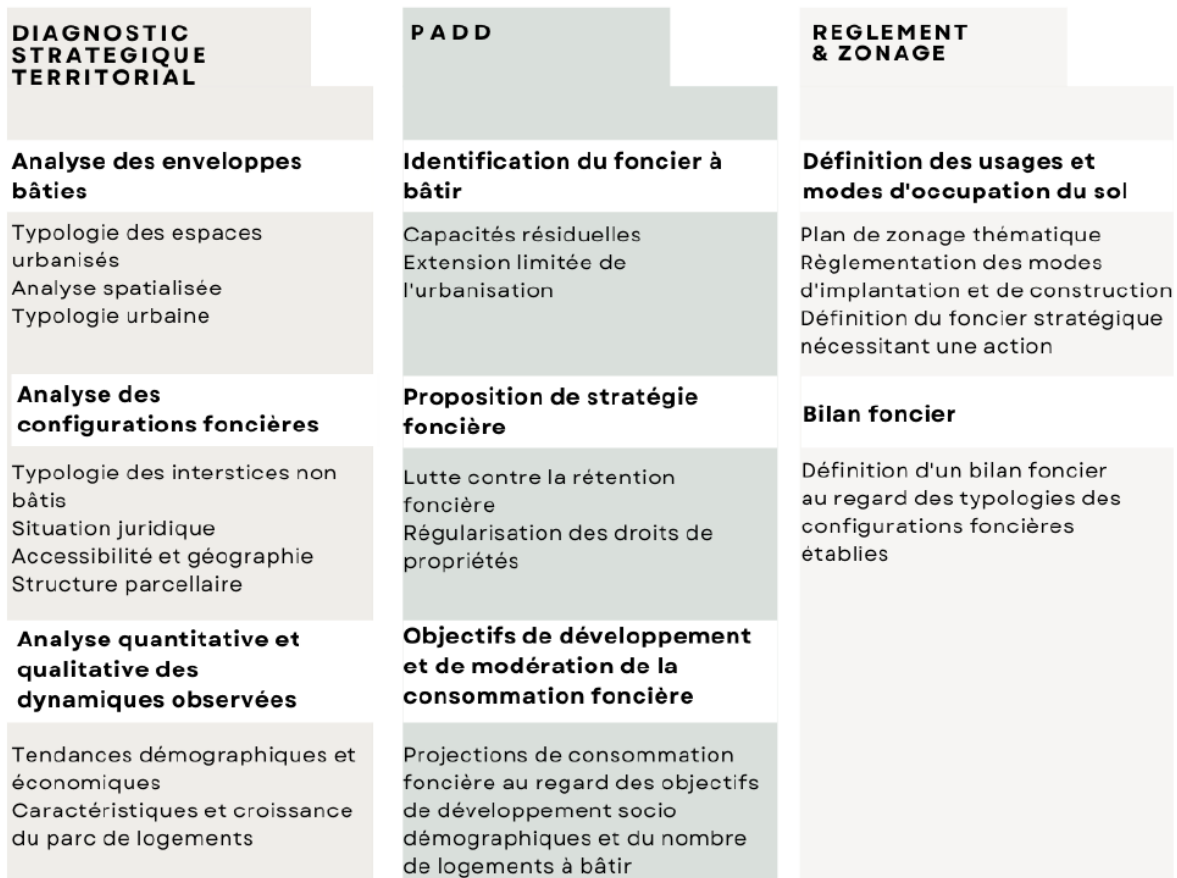 DIAGNOSTIC
STRATEGIQUE
TERRITORIAL
Analyse des enveloppes
bâties
Typologie des espaces
urbanisés
Analyse spatialisée
Typologie urbaine
Analyse des
configurations foncières
Typologie des interstices non
bâtis
Situation juridique
Accessibilité et géographie
Structure parcellaire
Analyse quantitative et
qualitative des
dynamiques observées
Tendances démographiques et
économiques
Caractéristiques et croissance
du parc de logements
PADD
Identification du foncier à
bâtir
Capacités résiduelles
Extension limitée de
l'urbanisation
Proposition de stratégie
foncière
Lutte contre la rétention
foncière
Régularisation des droits de
propriétés
Objectifs de développement
et de modération de la
consommation foncière
Projections de consommation
foncière au regard des objectifs
de développement socio
démographiques et du nombre
de logements à bâtir
REGLEMENT
& ZONAGE
Définition des usages et
modes d'occupation du sol
Plan de zonage thématique
Règlementation des modes
d'implantation et de construction
Définition du foncier stratégique
nécessitant une action
Bilan foncier
Définition d'un bilan foncier
au regard des typologies des
configurations foncières
établies